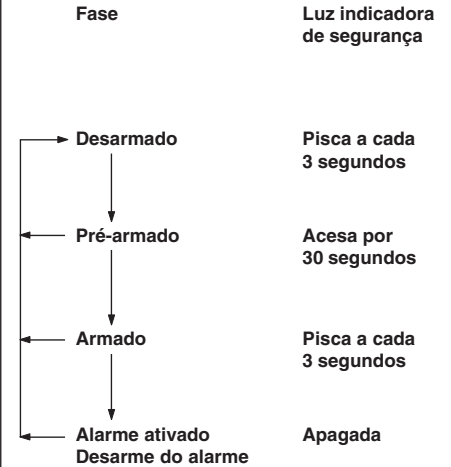 Fase
Luz indicadora
de segurança
Desarmado
Pisca a cada
3 segundos
Pré-armado
Acesa por
30 segundos
Armado
Pisca a cada
3 segundos
Alarme ativado
Desarme do alarme
Apagada